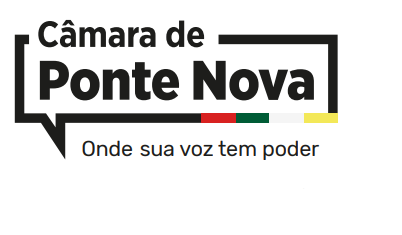 Câmara de
Ponte Nova
Onde sua voz tem poder